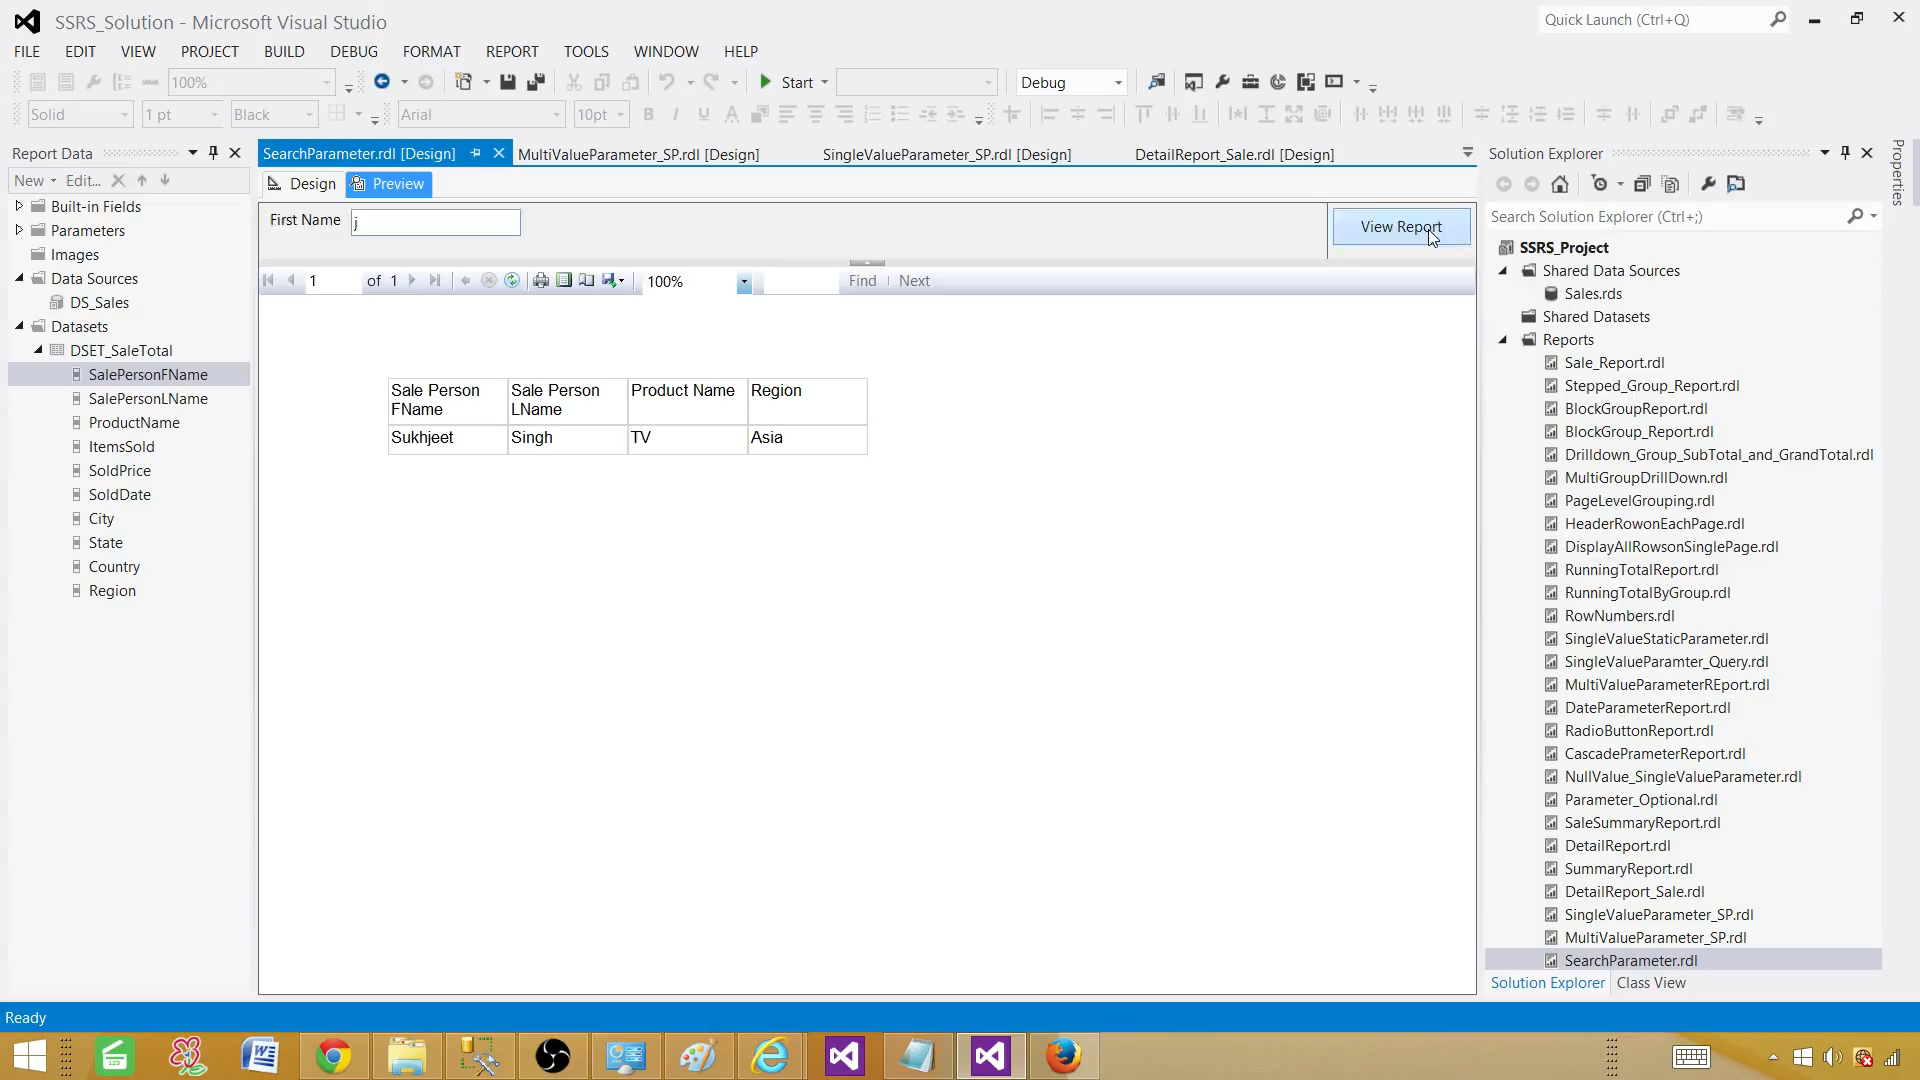 SSRS_Solution - Microsoft Visual Studio
Quick Launch (Ctrl+Q)
FILE EDIT VIEW PROJECT BUILD DEBUG FORMAT REPORT TOOLS WINDOW HELP
100% Start Debug
Solid 1 pt Black Arial 10pt B I U A
Report Data
SearchParameter.rdl [Design] MultiValueParameter_SP.rdl [Design] SingleValueParameter_SP.rdl [Design] DetailReport_Sale.rdl [Design]
Solution Explorer
Properties
New Edit...
Design Preview
Built-in Fields
Parameters
Images
Data Sources
DS_Sales
Datasets
DSET_SaleTotal
SalePersonFName
SalePersonLName
ProductName
ItemsSold
SoldPrice
SoldDate
City
State
Country
Region
First Name j
View Report
1 of 1 100% Find Next
Sale Person FName Sale Person LName Product Name Region
Sukhjeet Singh TV Asia
Search Solution Explorer (Ctrl+;)
SSRS_Project
Shared Data Sources
Sales.rds
Shared Datasets
Reports
Sale_Report.rdl
Stepped_Group_Report.rdl
BlockGroupReport.rdl
BlockGroup_Report.rdl
Drilldown_Group_SubTotal_and_GrandTotal.rdl
MultiGroupDrillDown.rdl
PageLevelGrouping.rdl
HeaderRowonEachPage.rdl
DisplayAllRowsonSinglePage.rdl
RunningTotalReport.rdl
RunningTotalByGroup.rdl
RowNumbers.rdl
SingleValueStaticParameter.rdl
SingleValueParamter_Query.rdl
MultiValueParameterREport.rdl
DateParameterReport.rdl
RadioButtonReport.rdl
CascadePrameterReport.rdl
NullValue_SingleValueParameter.rdl
Parameter_Optional.rdl
SaleSummaryReport.rdl
DetailReport.rdl
SummaryReport.rdl
DetailReport_Sale.rdl
SingleValueParameter_SP.rdl
MultiValueParameter_SP.rdl
SearchParameter.rdl
Solution Explorer Class View
Ready